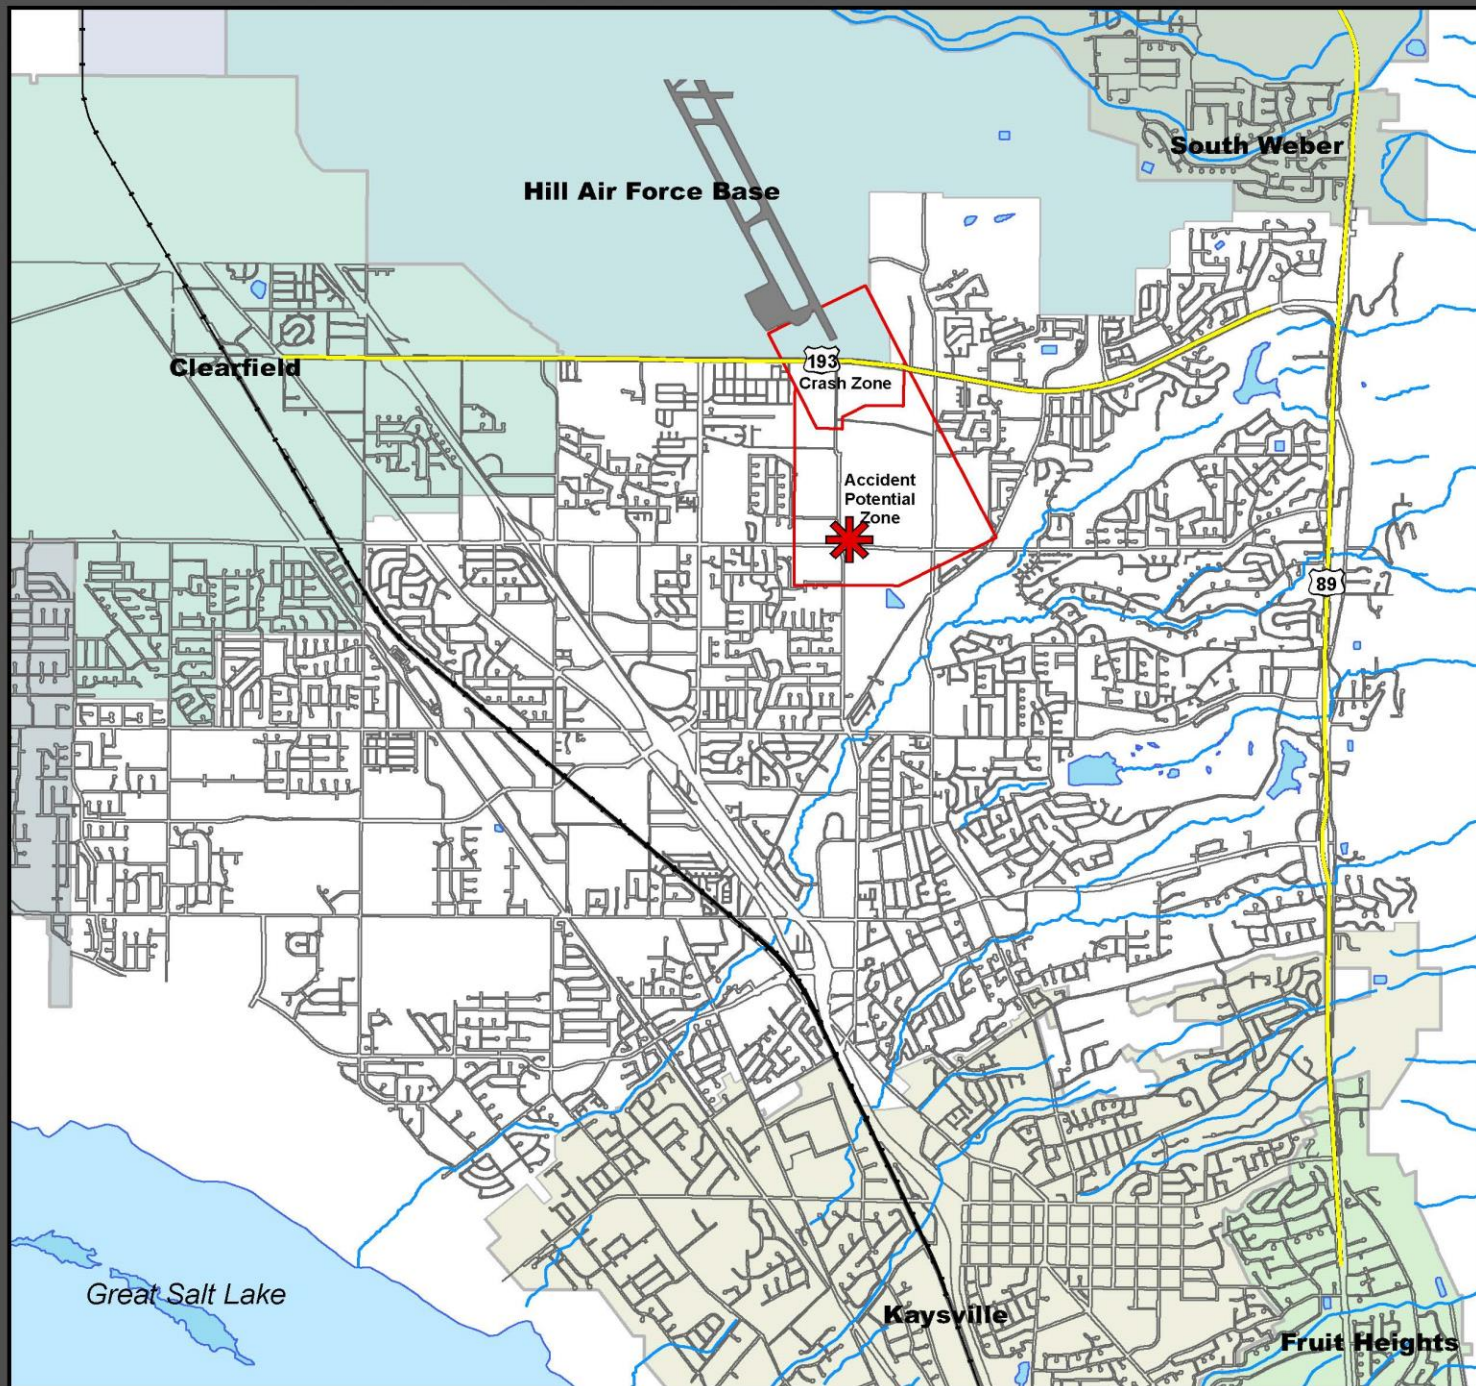 South Weber
Hill Air Force Base
193
Clearfield
Crash Zone
Accident
Potential
Zone
89
Great Salt Lake
Kaysville
Fruit Heights